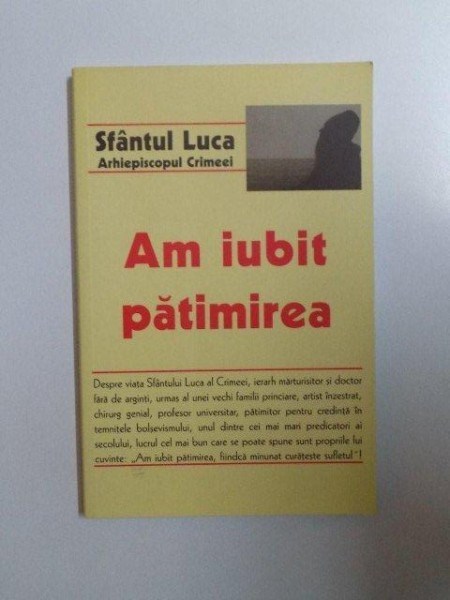 Sfântul Luca
Arhiepiscopul Crimeei
Am iubit
pătimirea
Despre viața Sfântului Luca al Crimeei, ierarh mărturisitor și doctor
fără de arginți, urmaș al unei vechi familii princiare, artist înzestrat,
chirurg genial, profesor universitar, pătimitor pentru credință în
temnițele bolșevismului, unul dintre cei mai mari predicatori ai
secolului, lucrul cel mai bun care se poate spune sunt propriile lui
cuvinte: „Am iubit pătimirea, fiindcă minunat curățește sufletul"!